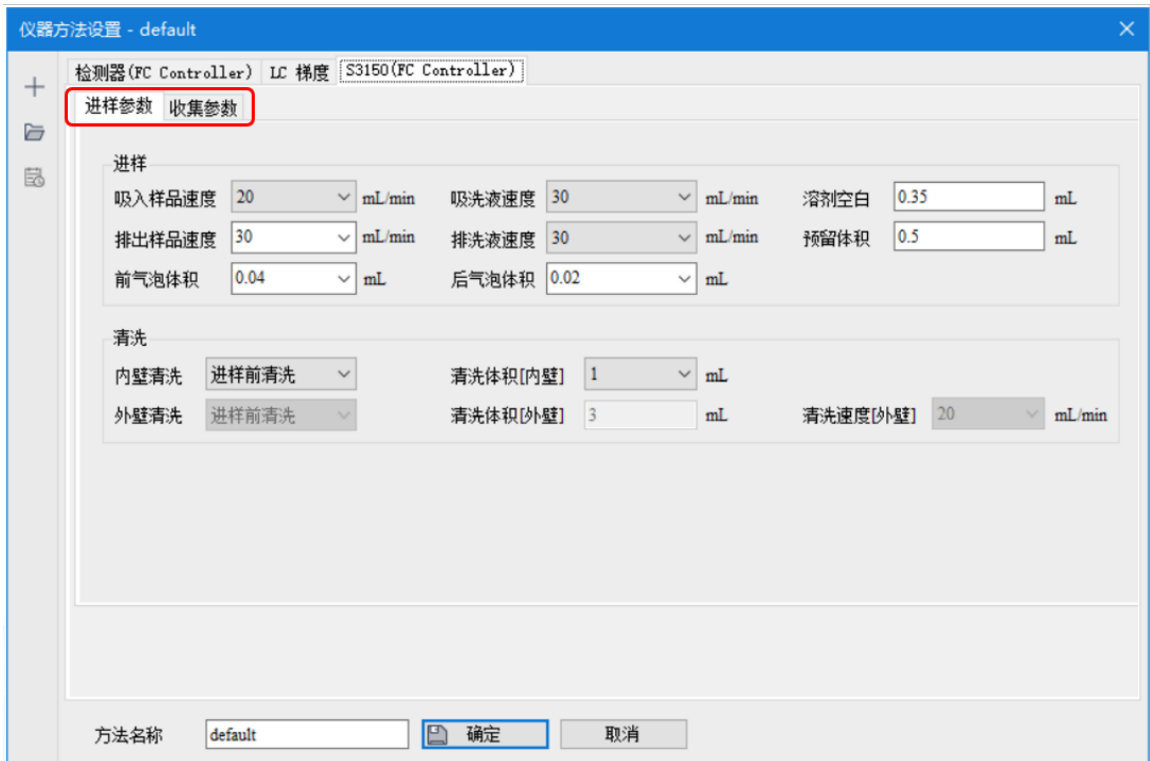 仪器方法设置 - default
检测器(FC Controller) LC 梯度 S3150(FC Controller)
进样参数 收集参数
进样
吸入样品速度 20 mL/min 吸洗液速度 30 mL/min 溶剂空白 0.35 mL
排出样品速度 30 mL/min 排洗液速度 30 mL/min 预留体积 0.5 mL
前气泡体积 0.04 mL 后气泡体积 0.02 mL
清洗
内壁清洗 进样前清洗 清洗体积[内壁] 1 mL
外壁清洗 进样前清洗 清洗体积[外壁] 3 mL 清洗速度[外壁] 20 mL/min
方法名称 default 确定 取消